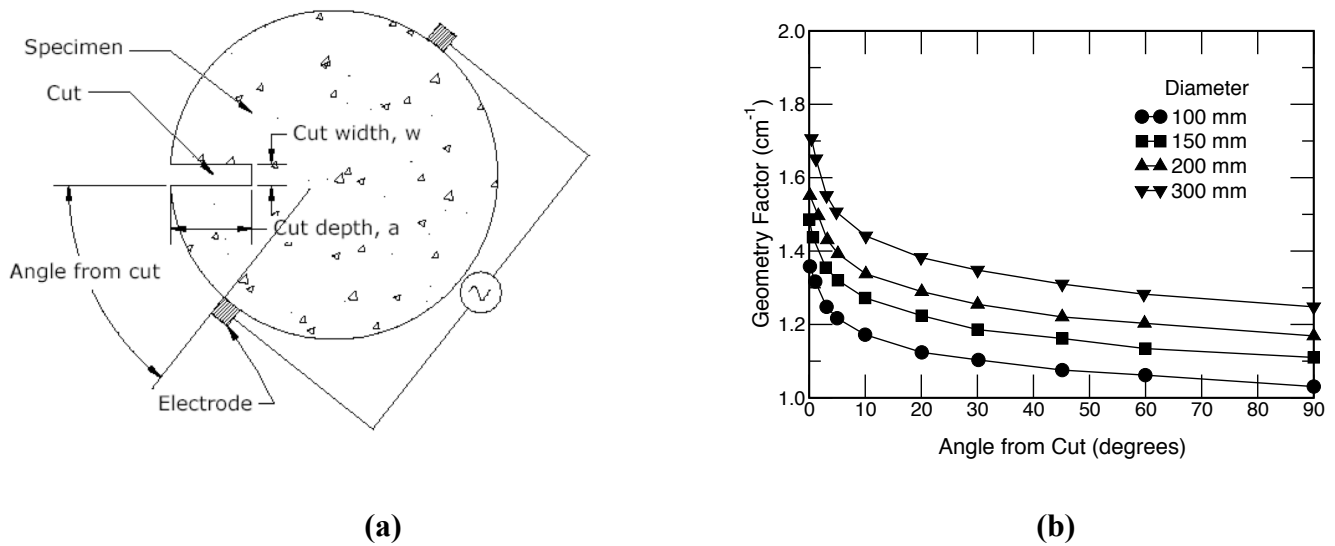 Specimen
Cut
Cut width, w
Cut depth, a
Angle from cut
Electrode
(a)
2.0
1.8
1.6
1.4
1.2
1.0
Geometry Factor (cm⁻¹)
Diameter
100 mm
150 mm
200 mm
300 mm
0 10 20 30 40 50 60 70 80 90
Angle from Cut (degrees)
(b)